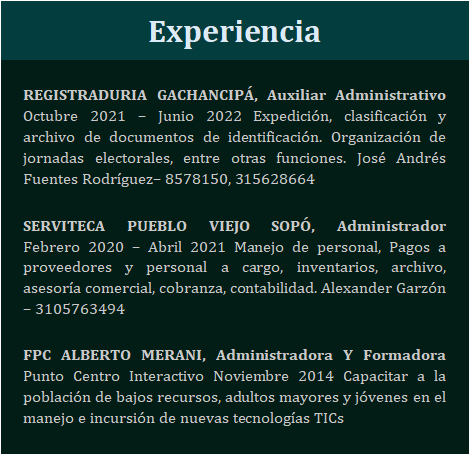 Experiencia
REGISTRADURIA GACHANCIPÁ, Auxiliar Administrativo
Octubre 2021 – Junio 2022 Expedición, clasificación y
archivo de documentos de identificación. Organización de
jornadas electorales, entre otras funciones. José Andrés
Fuentes Rodríguez– 8578150, 315628664
SERVITECA PUEBLO VIEJO SOPÓ, Administrador
Febrero 2020 – Abril 2021 Manejo de personal, Pagos a
proveedores y personal a cargo, inventarios, archivo,
asesoría comercial, cobranza, contabilidad. Alexander Garzón
– 3105763494
FPC ALBERTO MERANI, Administradora Y Formadora
Punto Centro Interactivo Noviembre 2014 Capacitar a la
población de bajos recursos, adultos mayores y jóvenes en el
manejo e incursión de nuevas tecnologías TICs